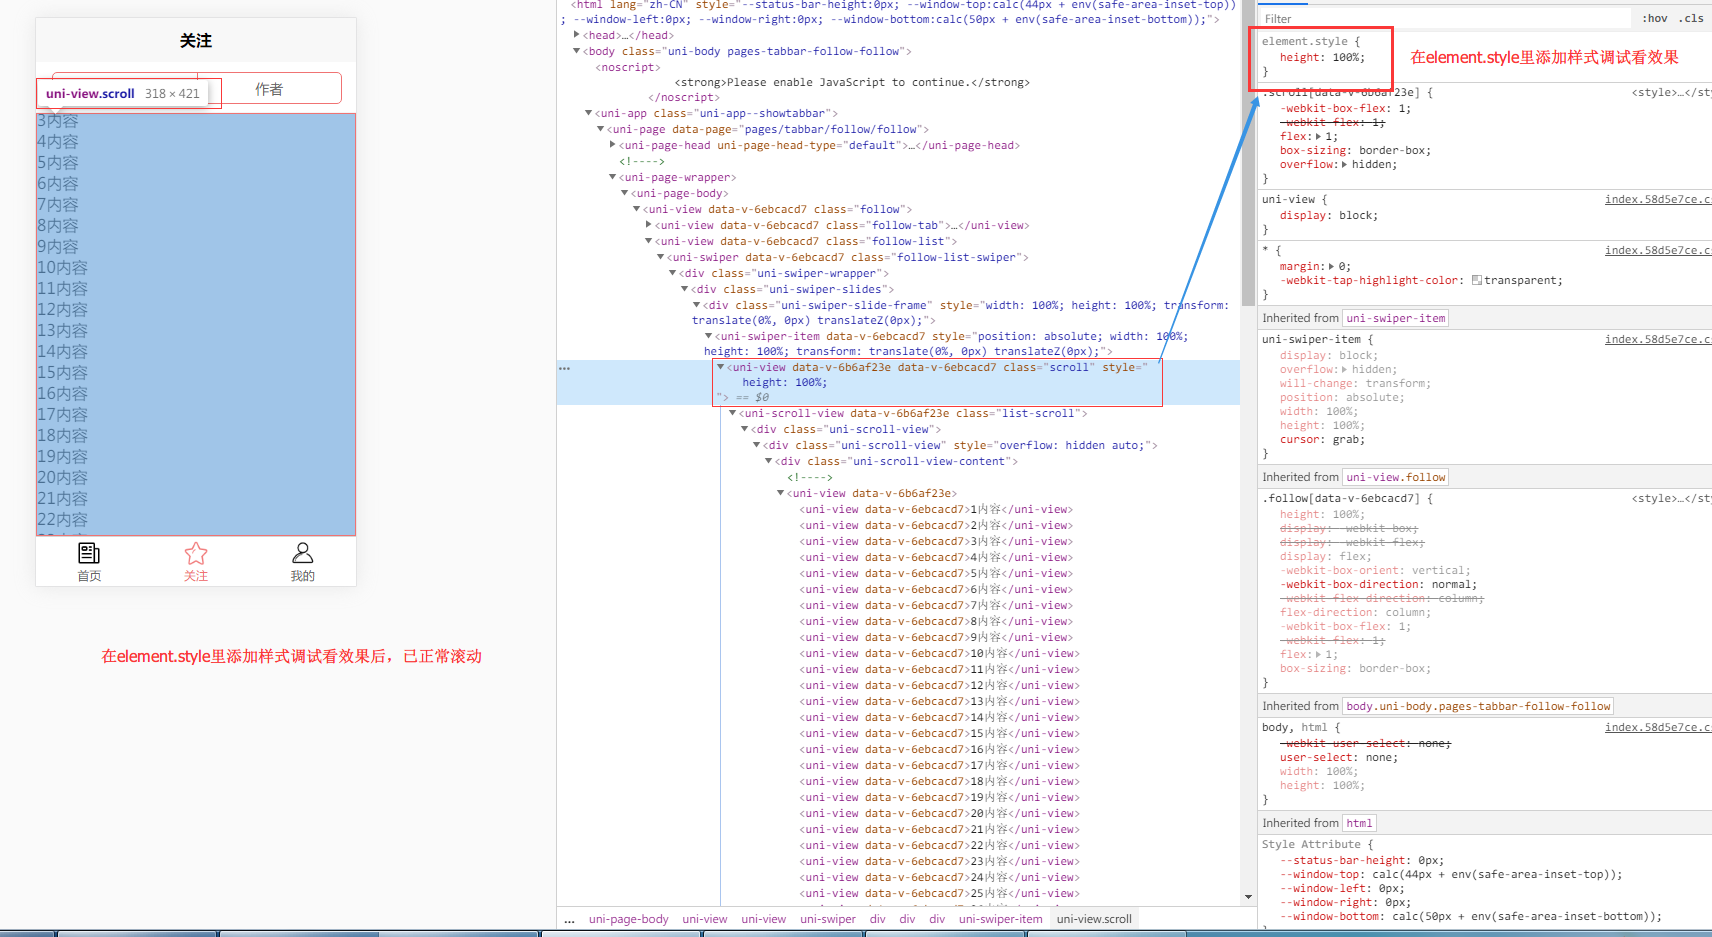 关注
作者
uni-view.scroll 318 × 421
3内容
4内容
5内容
6内容
7内容
8内容
9内容
10内容
11内容
12内容
13内容
14内容
15内容
16内容
17内容
18内容
19内容
20内容
21内容
22内容
首页
关注
我的
在element.style里添加样式调试看效果后，已正常滚动
<html lang="zh-CN" style="--status-bar-height:0px; --window-top:calc(44px + env(safe-area-inset-top))
; --window-left:0px; --window-right:0px; --window-bottom:calc(50px + env(safe-area-inset-bottom));">
<head>…</head>
<body class="uni-body pages-tabbar-follow-follow">
<noscript>
<strong>Please enable JavaScript to continue.</strong>
</noscript>
<uni-app class="uni-app--showtabbar">
<uni-page data-page="pages/tabbar/follow/follow">
<uni-page-head uni-page-head-type="default">…</uni-page-head>
<!---->
<uni-page-wrapper>
<uni-page-body>
<uni-view data-v-6ebcacd7 class="follow">
<uni-view data-v-6ebcacd7 class="follow-tab">…</uni-view>
<uni-view data-v-6ebcacd7 class="follow-list">
<uni-swiper data-v-6ebcacd7 class="follow-list-swiper">
<div class="uni-swiper-wrapper">
<div class="uni-swiper-slides">
<div class="uni-swiper-slide-frame" style="width: 100%; height: 100%; transform:
translate(0%, 0px) translateZ(0px);">
<uni-swiper-item data-v-6ebcacd7 style="position: absolute; width: 100%;
height: 100%; transform: translate(0%, 0px) translateZ(0px);">
<uni-view data-v-6b6af23e data-v-6ebcacd7 class="scroll" style="
height: 100%;
"> == $0
<uni-scroll-view data-v-6b6af23e class="list-scroll">
<div class="uni-scroll-view">
<div class="uni-scroll-view" style="overflow: hidden auto;">
<div class="uni-scroll-view-content">
<!---->
<uni-view data-v-6b6af23e>
<uni-view data-v-6ebcacd7>1内容</uni-view>
<uni-view data-v-6ebcacd7>2内容</uni-view>
<uni-view data-v-6ebcacd7>3内容</uni-view>
<uni-view data-v-6ebcacd7>4内容</uni-view>
<uni-view data-v-6ebcacd7>5内容</uni-view>
<uni-view data-v-6ebcacd7>6内容</uni-view>
<uni-view data-v-6ebcacd7>7内容</uni-view>
<uni-view data-v-6ebcacd7>8内容</uni-view>
<uni-view data-v-6ebcacd7>9内容</uni-view>
<uni-view data-v-6ebcacd7>10内容</uni-view>
<uni-view data-v-6ebcacd7>11内容</uni-view>
<uni-view data-v-6ebcacd7>12内容</uni-view>
<uni-view data-v-6ebcacd7>13内容</uni-view>
<uni-view data-v-6ebcacd7>14内容</uni-view>
<uni-view data-v-6ebcacd7>15内容</uni-view>
<uni-view data-v-6ebcacd7>16内容</uni-view>
<uni-view data-v-6ebcacd7>17内容</uni-view>
<uni-view data-v-6ebcacd7>18内容</uni-view>
<uni-view data-v-6ebcacd7>19内容</uni-view>
<uni-view data-v-6ebcacd7>20内容</uni-view>
<uni-view data-v-6ebcacd7>21内容</uni-view>
<uni-view data-v-6ebcacd7>22内容</uni-view>
<uni-view data-v-6ebcacd7>23内容</uni-view>
<uni-view data-v-6ebcacd7>24内容</uni-view>
<uni-view data-v-6ebcacd7>25内容</uni-view>
... uni-page-body uni-view uni-view uni-swiper div div div uni-swiper-item uni-view.scroll
Filter :hov .cls
element.style {
height: 100%;
}
在element.style里添加样式调试看效果
.scroll[data-v-6b6af23e] { <style>…</sty
-webkit-box-flex: 1;
-webkit-flex: 1;
flex: 1;
box-sizing: border-box;
overflow: hidden;
}
uni-view { index.58d5e7ce.cs
display: block;
}
* { index.58d5e7ce.cs
margin: 0;
-webkit-tap-highlight-color: transparent;
}
Inherited from uni-swiper-item
uni-swiper-item { index.58d5e7ce.cs
display: block;
overflow: hidden;
will-change: transform;
position: absolute;
width: 100%;
height: 100%;
cursor: grab;
}
Inherited from uni-view.follow
.follow[data-v-6ebcacd7] { <style>…</sty
height: 100%;
display: -webkit-box;
display: -webkit-flex;
display: flex;
-webkit-box-orient: vertical;
-webkit-box-direction: normal;
-webkit-flex-direction: column;
flex-direction: column;
-webkit-box-flex: 1;
-webkit-flex: 1;
flex: 1;
box-sizing: border-box;
}
Inherited from body.uni-body.pages-tabbar-follow-follow
body, html { index.58d5e7ce.cs
-webkit-user-select: none;
user-select: none;
width: 100%;
height: 100%;
}
Inherited from html
Style Attribute {
--status-bar-height: 0px;
--window-top: calc(44px + env(safe-area-inset-top));
--window-left: 0px;
--window-right: 0px;
--window-bottom: calc(50px + env(safe-area-inset-bottom));